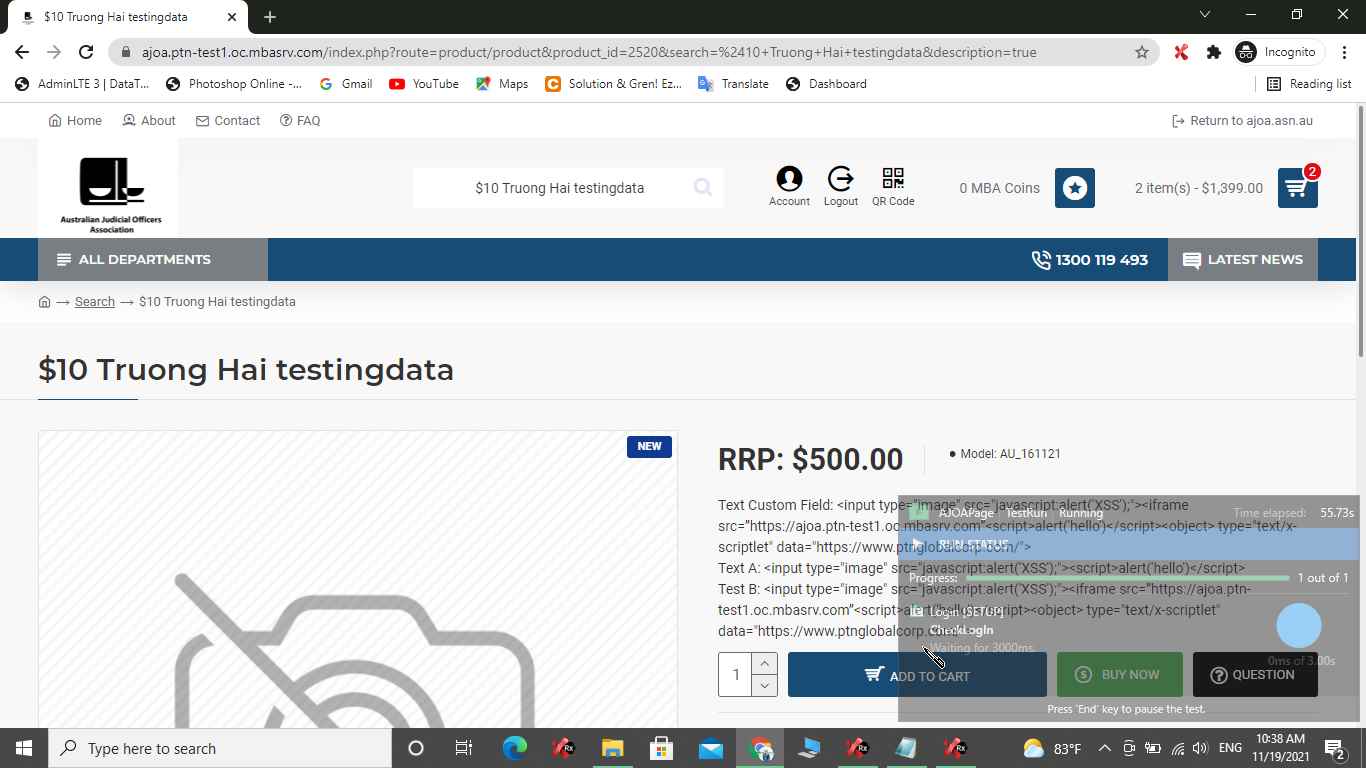 $10 Truong Hai testingdata
ajoa.ptn-test1.oc.mbasrv.com/index.php?route=product/product&product_id=2520&search=%2410+Truong+Hai+testingdata&description=true
Incognito
AdminLTE 3 | DataT...
Photoshop Online -...
Gmail
YouTube
Maps
Solution & Gren! Ez...
Translate
Dashboard
Reading list
Home
About
Contact
FAQ
Return to ajoa.asn.au
Australian Judicial Officers
Association
$10 Truong Hai testingdata
Account
Logout
QR Code
0 MBA Coins
2 item(s) - $1,399.00
2
ALL DEPARTMENTS
1300 119 493
LATEST NEWS
Search → $10 Truong Hai testingdata
$10 Truong Hai testingdata
NEW
RRP: $500.00
Model: AU_161121
Text Custom Field: <input type="image" src="javascript:alert('XSS');"><iframe
src="https://ajoa.ptn-test1.oc.mbasrv.com"<script>alert('hello')</script><object> type="text/x-
scriptlet" data="https://www.ptnglobalcorp.com/">
Text A: <input type="image" src="javascript:alert('XSS');"><script>alert('hello')</script>
Test B: <input type="image" src="javascript:alert('XSS');"><iframe src="https://ajoa.ptn-
test1.oc.mbasrv.com"<script>alert('hello')</script><object> type="text/x-scriptlet"
data="https://www.ptnglobalcorp.com/">
AJOAPage
TestRun
Running
Time elapsed:
55.73s
RUN STATUS
Progress:
1 out of 1
Login [SETUP]
CheckLogIn
Waiting for 3000ms.
0ms of 3.00s
1
ADD TO CART
BUY NOW
QUESTION
Press 'End' key to pause the test.
Type here to search
83°F
ENG
10:38 AM
11/19/2021
2